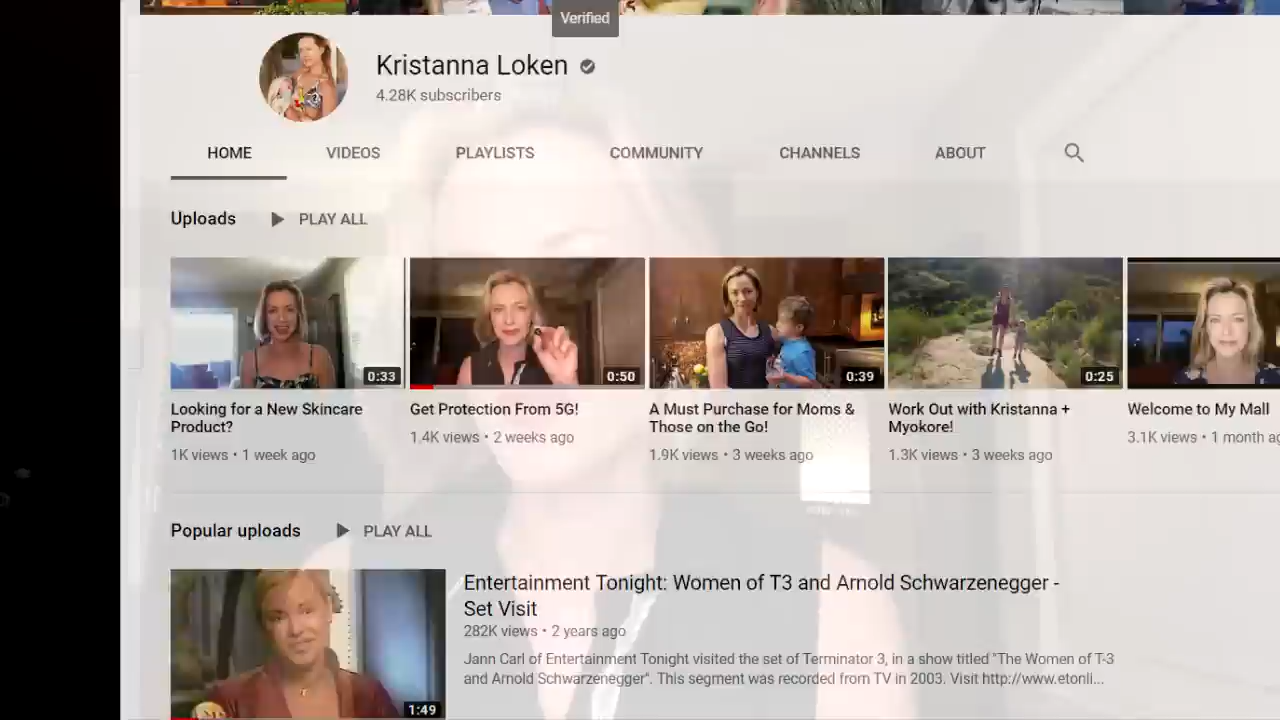 Verified
Kristanna Loken
4.28K subscribers
HOME VIDEOS PLAYLISTS COMMUNITY CHANNELS ABOUT
Uploads PLAY ALL
0:33 0:50 0:39 0:25
Looking for a New Skincare
Product?
1K views • 1 week ago
Get Protection From 5G!
1.4K views • 2 weeks ago
A Must Purchase for Moms &
Those on the Go!
1.9K views • 3 weeks ago
Work Out with Kristanna +
Myokore!
1.3K views • 3 weeks ago
Welcome to My Mall
3.1K views • 1 month
Popular uploads PLAY ALL
1:49
Entertainment Tonight: Women of T3 and Arnold Schwarzenegger -
Set Visit
282K views • 2 years ago
Jann Carl of Entertainment Tonight visited the set of Terminator 3, in a show titled "The Women of T-3
and Arnold Schwarzenegger". This segment was recorded from TV in 2003. Visit http://www.etonli...